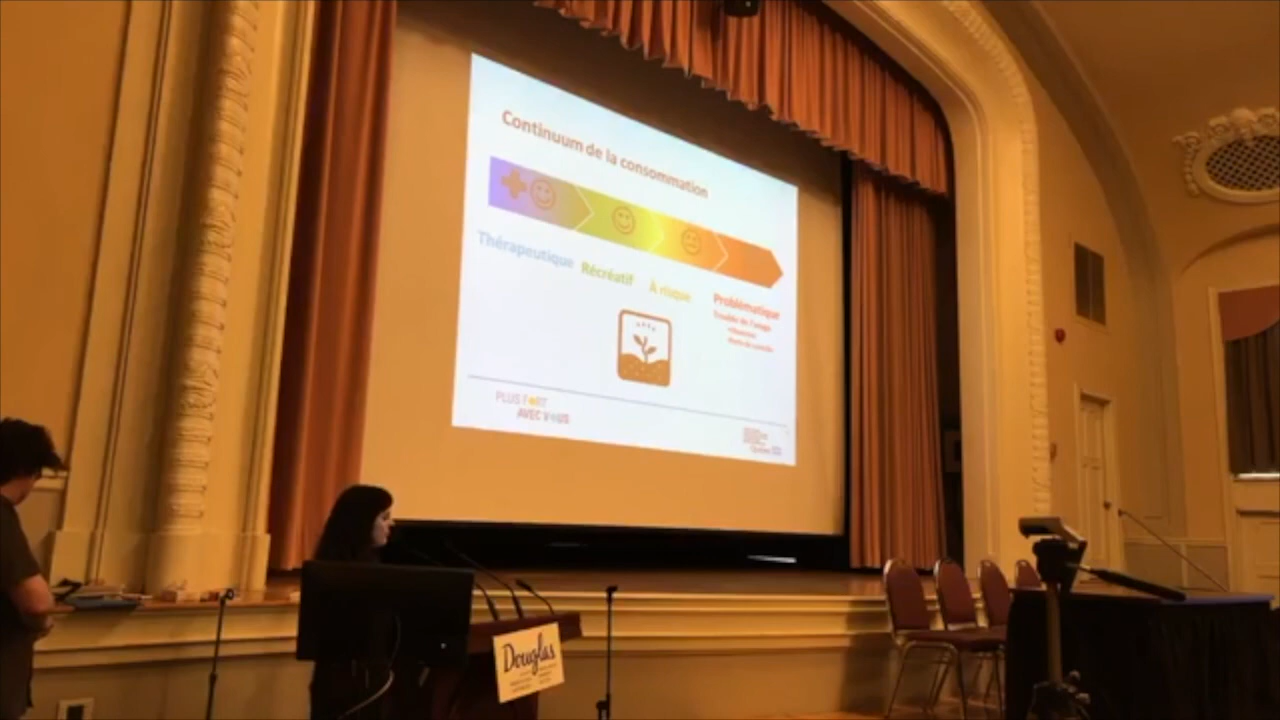 Continuum de la consommation
Thérapeutique
Récréatif
À risque
Problématique
Trouble de l'usage
PLUS FORT
AVEC VOUS
Douglas